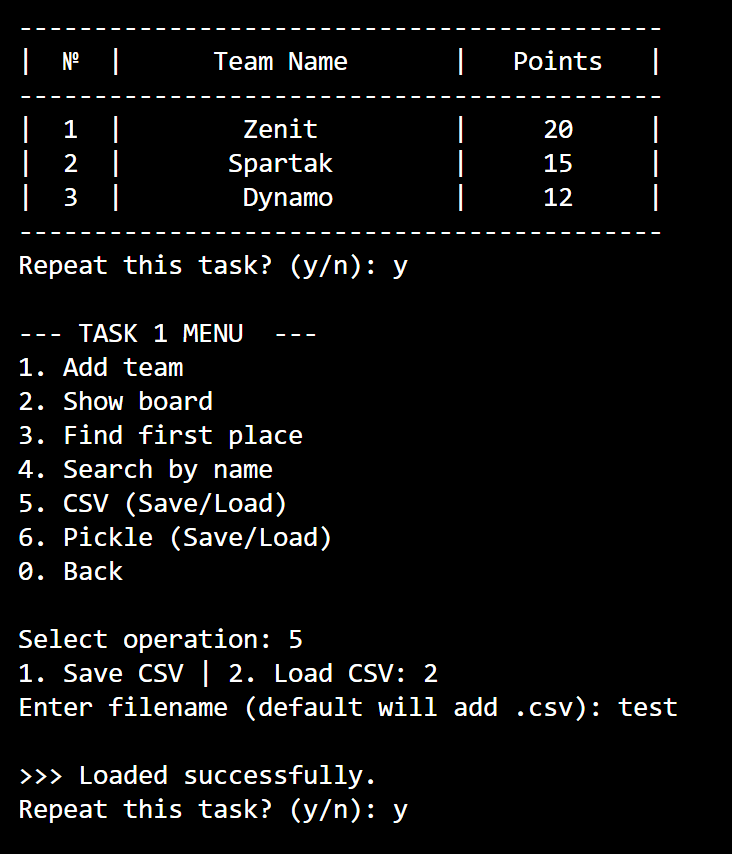 -------------------------------------------
|  №  |      Team Name       |   Points   |
-------------------------------------------
|  1  |        Zenit         |     20     |
|  2  |       Spartak        |     15     |
|  3  |        Dynamo        |     12     |
-------------------------------------------
Repeat this task? (y/n): y

--- TASK 1 MENU  ---
1. Add team
2. Show board
3. Find first place
4. Search by name
5. CSV (Save/Load)
6. Pickle (Save/Load)
0. Back

Select operation: 5
1. Save CSV | 2. Load CSV: 2
Enter filename (default will add .csv): test

>>> Loaded successfully.
Repeat this task? (y/n): y